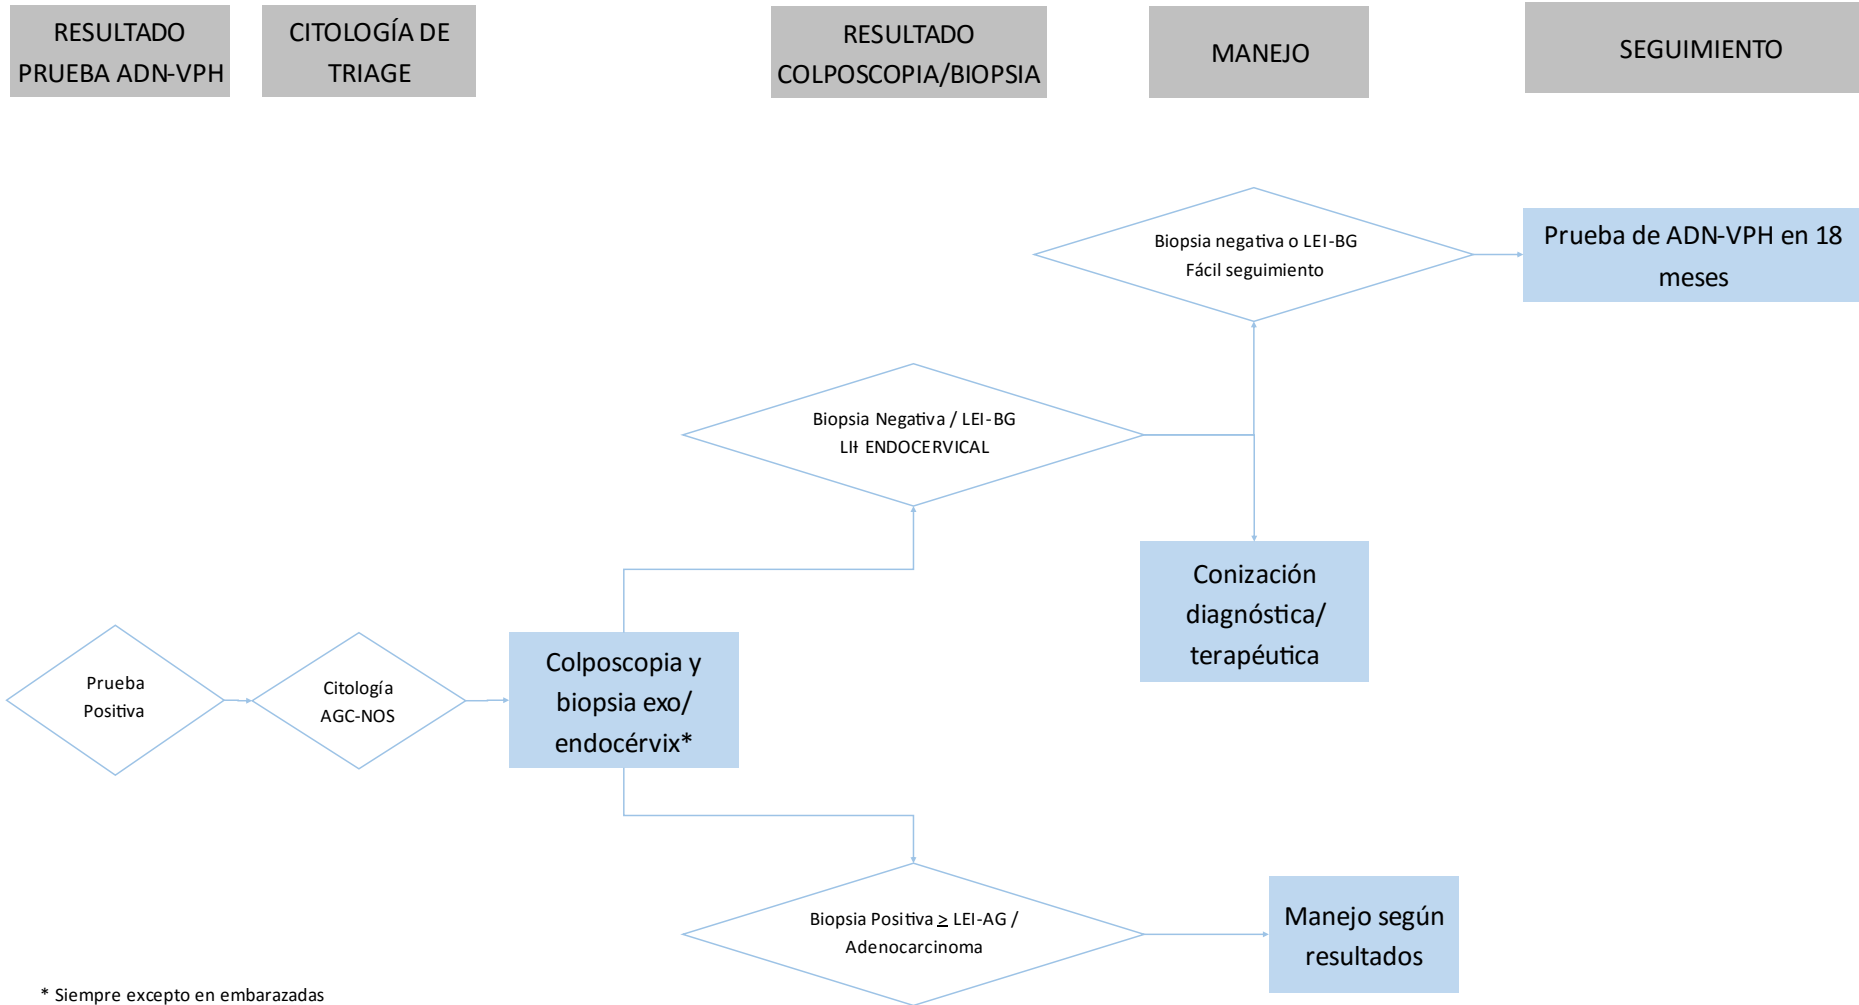 RESULTADO
PRUEBA ADN-VPH
CITOLOGÍA DE
TRIAGE
RESULTADO
COLPOSCOPIA/BIOPSIA
MANEJO
SEGUIMIENTO
Biopsia negativa o LEI-BG
Fácil seguimiento
Prueba de ADN-VPH en 18
meses
Biopsia Negativa / LEI-BG
ENDOCERVICAL
Conización
diagnóstica/
terapéutica
Prueba
Positiva
Citología
AGC-NOS
Colposcopia y
biopsia exo/
endocérvix*
Biopsia Positiva ≥ LEI-AG /
Adenocarcinoma
Manejo según
resultados
* Siempre excepto en embarazadas